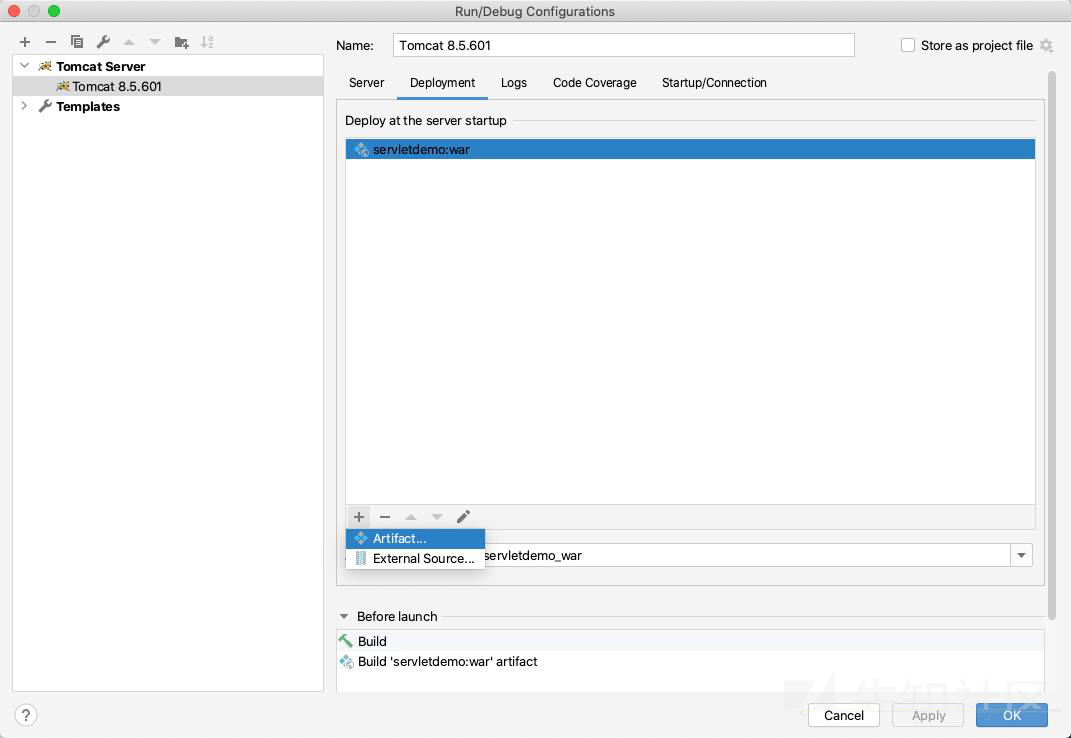 Run/Debug Configurations
Name:
Tomcat 8.5.601
Store as project file
Tomcat Server
Tomcat 8.5.601
Templates
Server
Deployment
Logs
Code Coverage
Startup/Connection
Deploy at the server startup
servletdemo:war
Artifact...
External Source...
servletdemo_war
Before launch
Build
Build 'servletdemo:war' artifact
先知社区
?
Cancel
Apply
OK